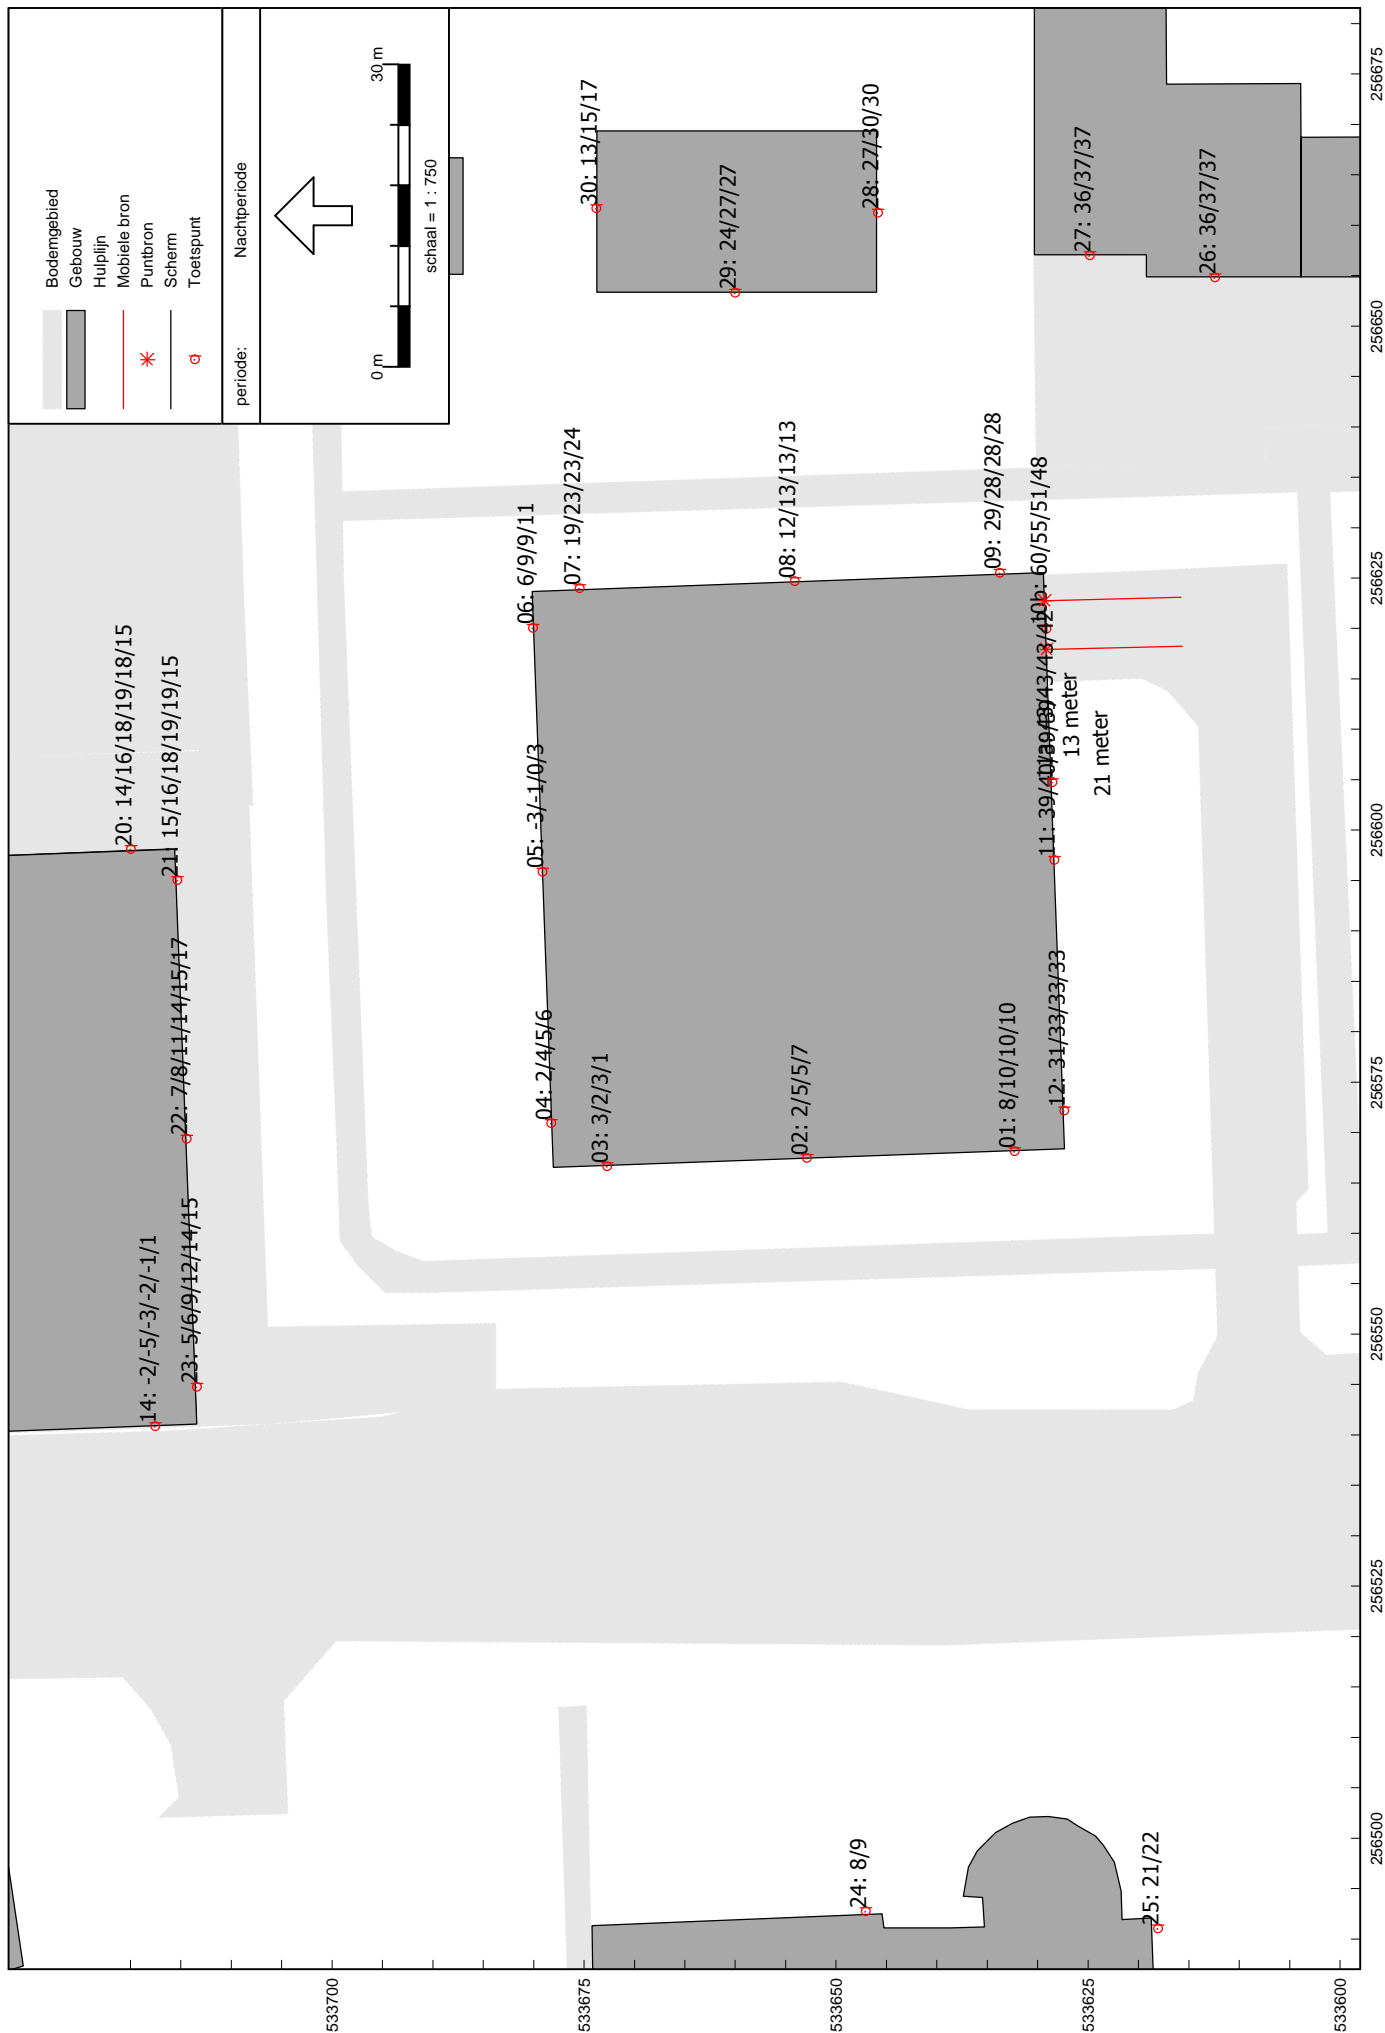 Bodemgebied
Gebouw
Hulplijn
Mobiele bron
Puntbron
Scherm
Toetspunt
periode: Nachtperiode
0 m 30 m
schaal = 1 : 750
20: 14/16/18/19/18/15
21: 15/16/18/19/19/15
22: 7/8/11/14/15/17
14: -2/-5/-3/-2/-1/1
23: 5/6/9/12/14/15
06: 6/9/9/11
07: 19/23/23/24
08: 12/13/13/13
09: 29/28/28/28
05: -3/-1/0/3
04: 2/4/5/6
03: 3/2/3/1
02: 2/5/5/7
01: 8/10/10/10
12: 31/33/33/33
10b: 60/55/51/48
13 meter
21 meter
30: 13/15/17
29: 24/27/27
28: 27/30/30
27: 36/37/37
26: 36/37/37
24: 8/9
25: 21/22
533700
533675
533650
533625
533600
256500
256525
256550
256575
256600
256625
256650
256675